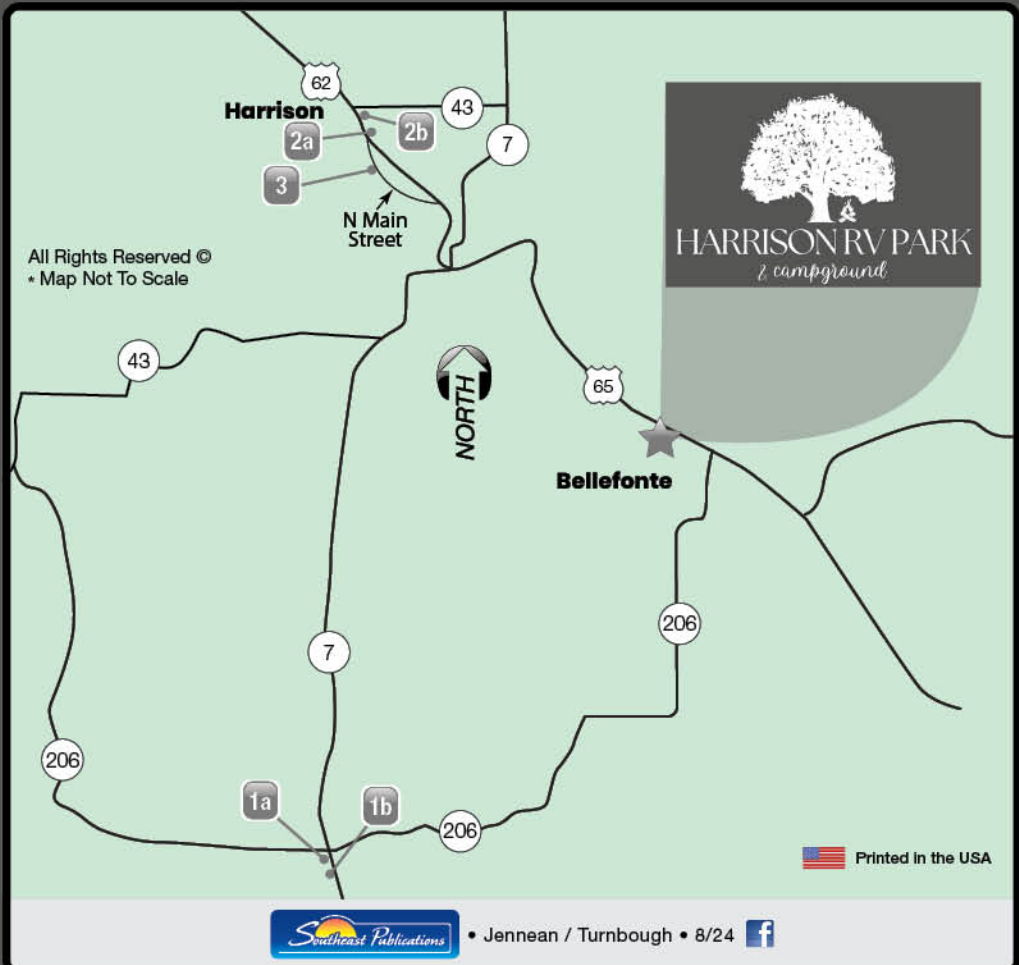 62
Harrison
43
2a
2b
7
3
N Main
Street
HARRISON RV PARK
& campground
All Rights Reserved ©
* Map Not To Scale
43
NORTH
65
Bellefonte
206
7
206
1a
1b
206
Printed in the USA
Southeast Publications • Jennean / Turnbough • 8/24 f